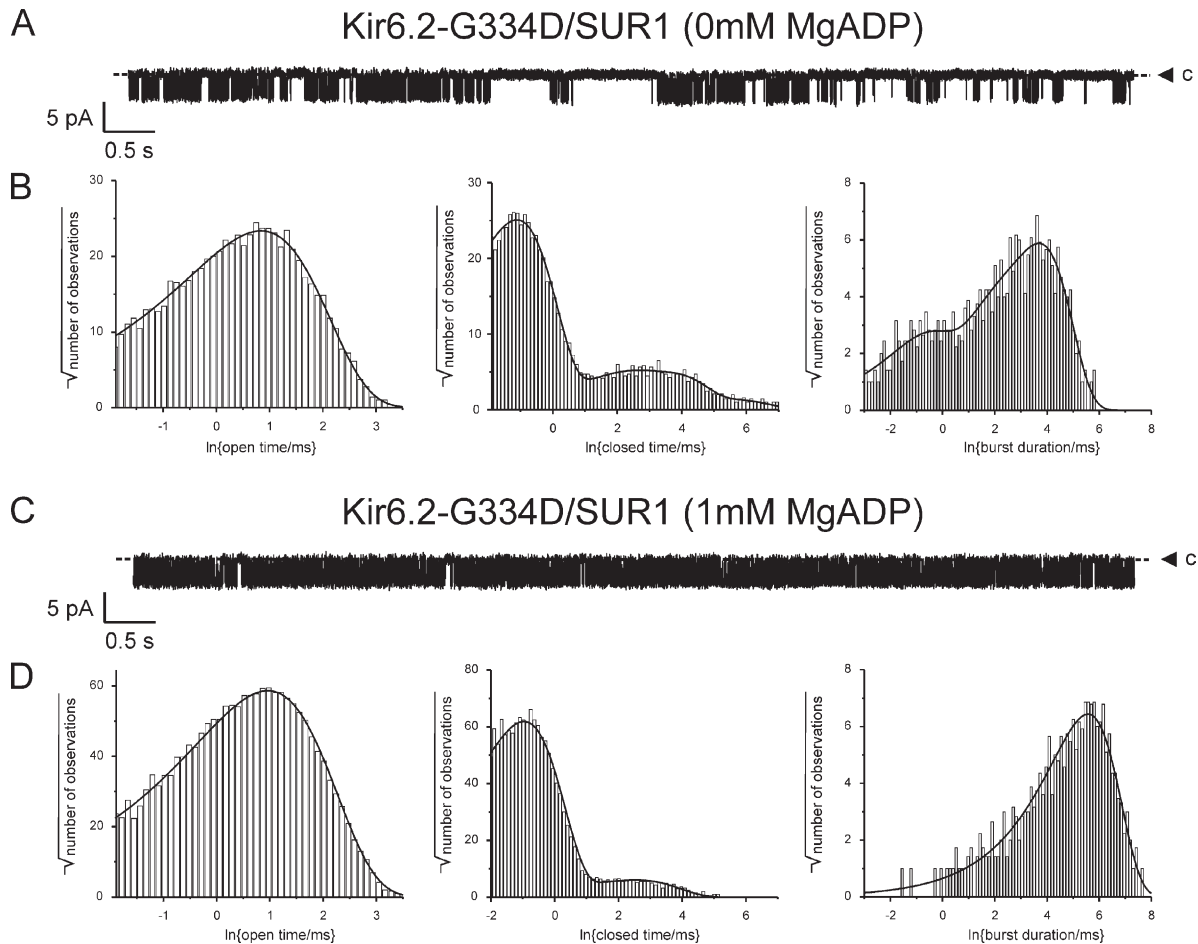 A
Kir6.2-G334D/SUR1 (0mM MgADP)
c
5 pA
0.5 s
B
30
20
10
0
√number of observations
-1 0 1 2 3
ln{open time/ms}
30
20
10
0
√number of observations
0 2 4 6
ln{closed time/ms}
8
6
4
2
0
√number of observations
-2 0 2 4 6 8
ln{burst duration/ms}
C
Kir6.2-G334D/SUR1 (1mM MgADP)
c
5 pA
0.5 s
D
60
40
20
0
√number of observations
-1 0 1 2 3
ln{open time/ms}
80
60
40
20
0
√number of observations
-2 0 2 4 6
ln{closed time/ms}
8
6
4
2
0
√number of observations
-2 0 2 4 6 8
ln{burst duration/ms}